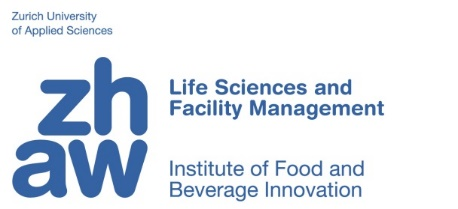 Zurich University
of Applied Sciences
zh
aw
Life Sciences and
Facility Management
Institute of Food and
Beverage Innovation